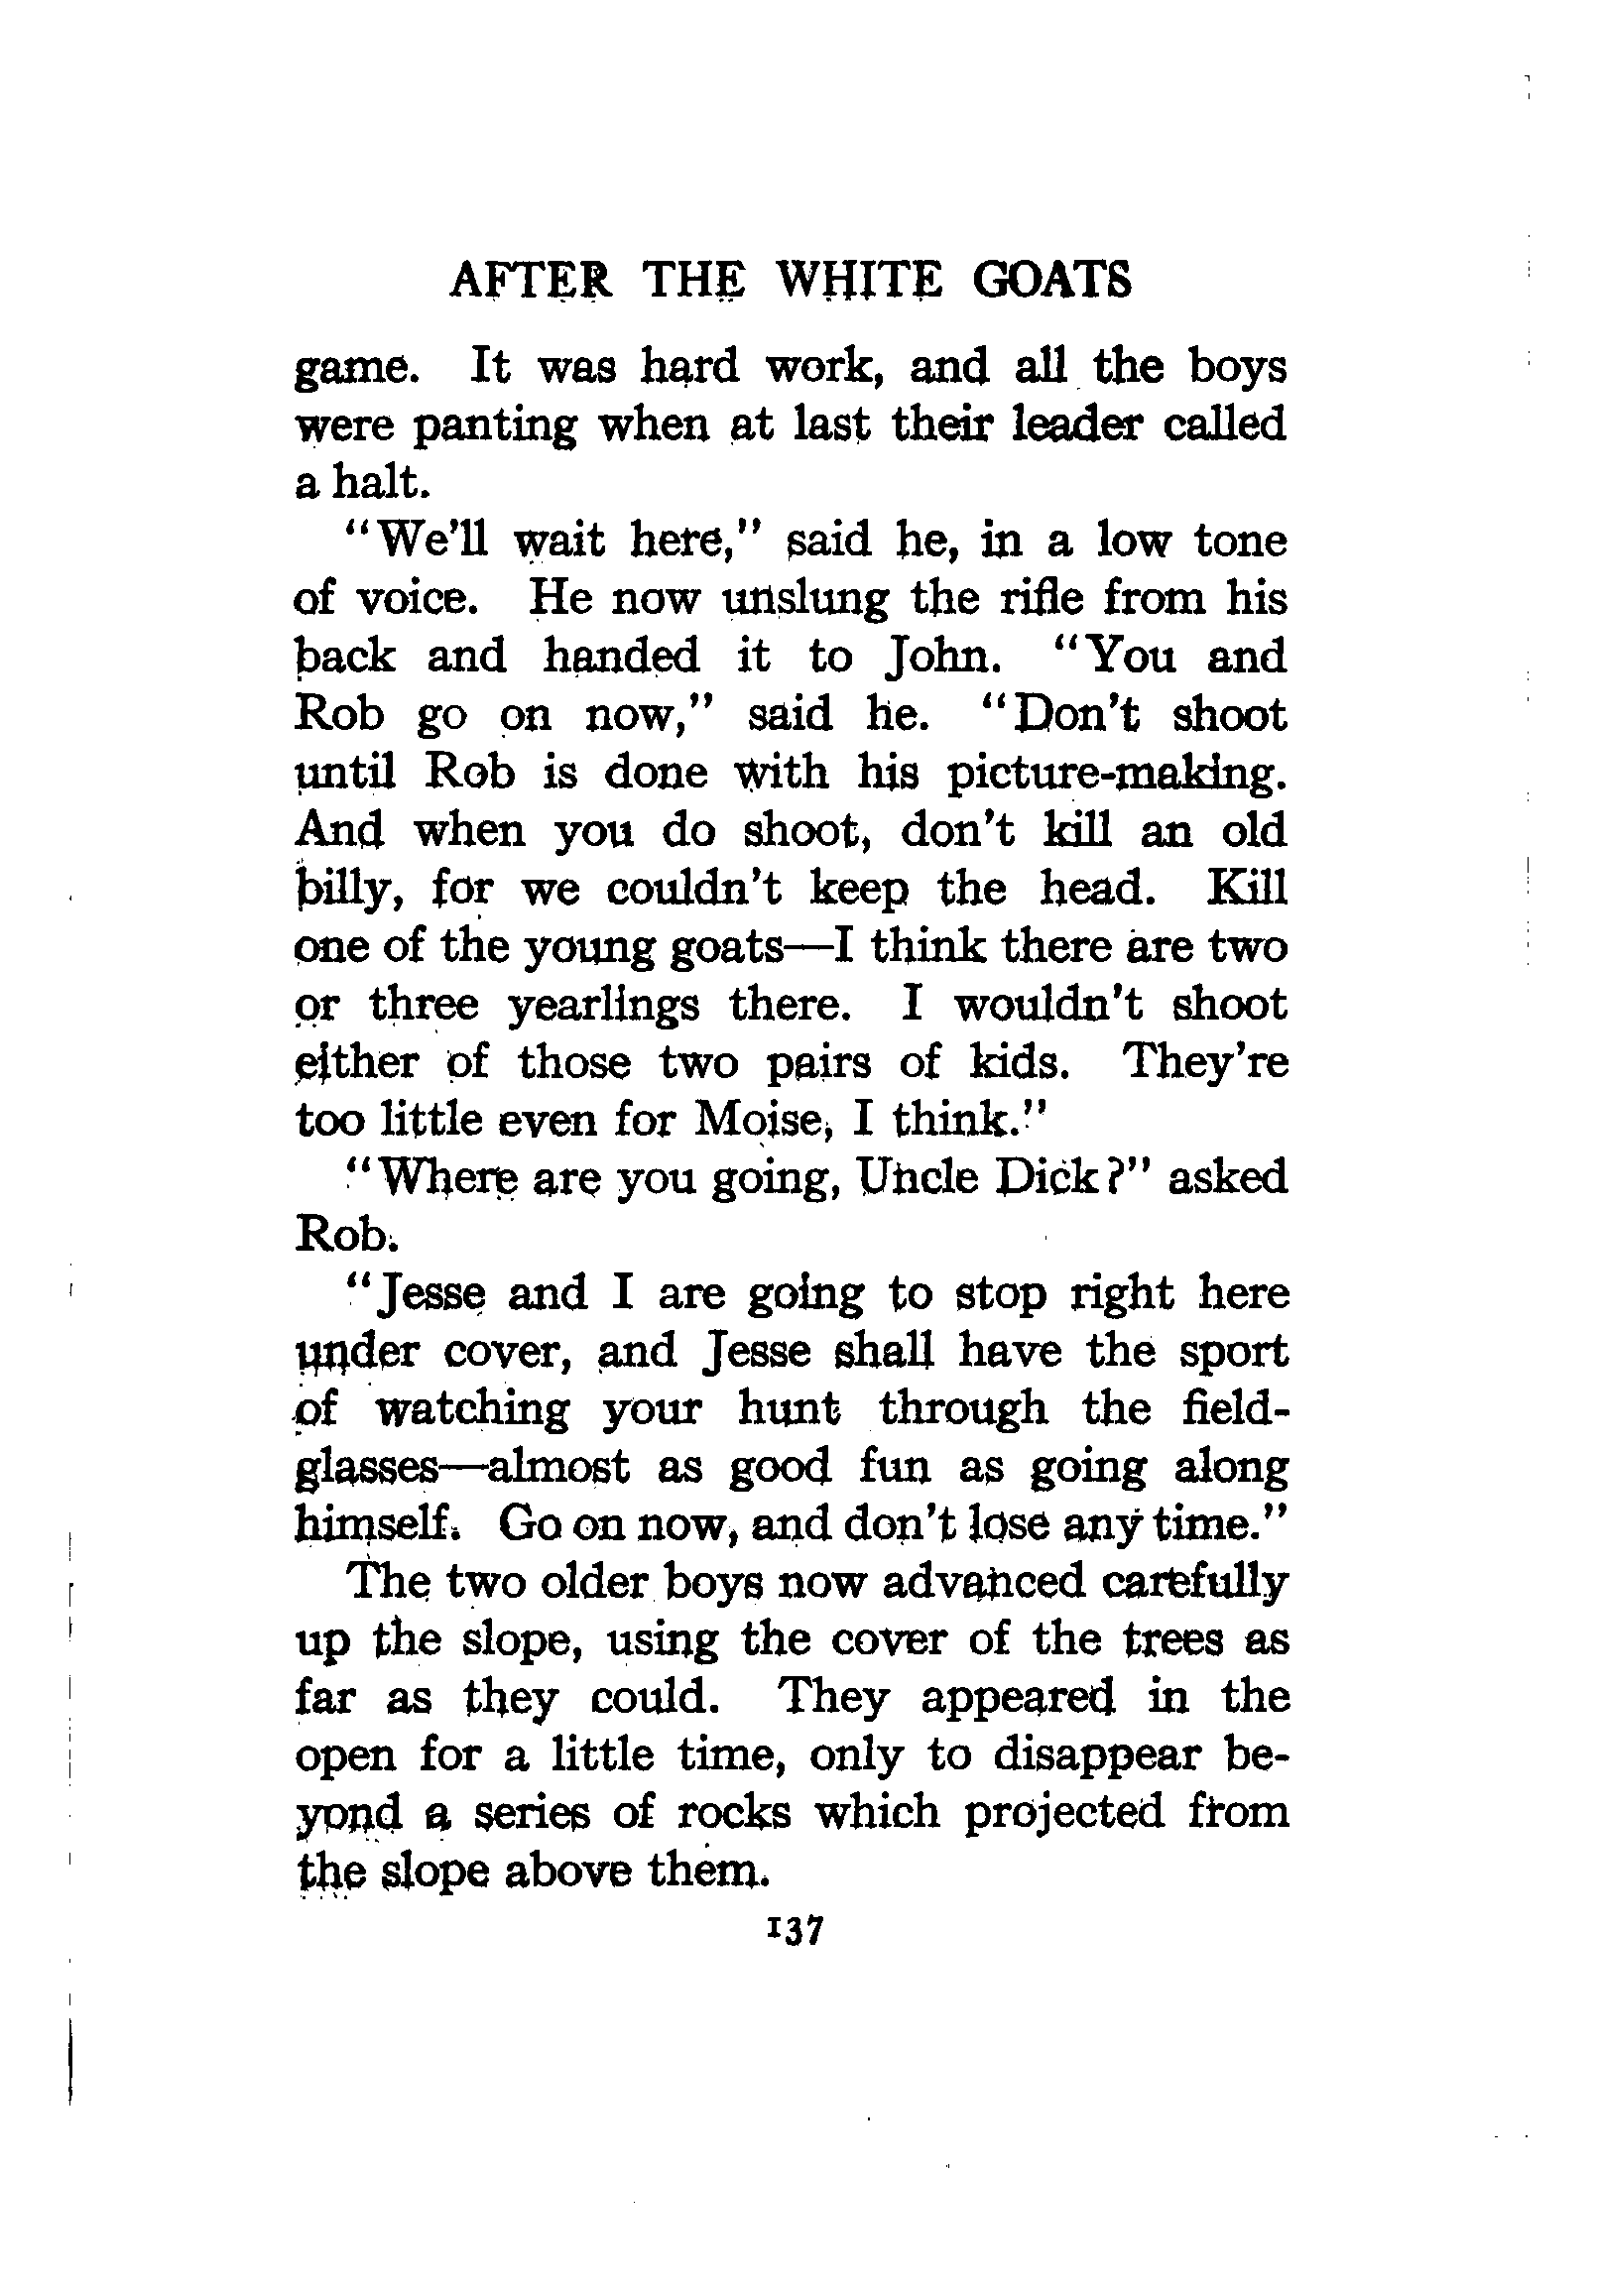 AFTER THE WHITE GOATS
game. It was hard work, and all the boys
were panting when at last their leader called
a halt.
"We'll wait here," said he, in a low tone
of voice. He now unslung the rifle from his
back and handed it to John. "You and
Rob go on now," said he. "Don't shoot
until Rob is done with his picture-making.
And when you do shoot, don't kill an old
billy, for we couldn't keep the head. Kill
one of the young goats—I think there are two
or three yearlings there. I wouldn't shoot
either of those two pairs of kids. They're
too little even for Moise, I think."
"Where are you going, Uncle Dick?" asked
Rob.
"Jesse and I are going to stop right here
under cover, and Jesse shall have the sport
of watching your hunt through the field-
glasses—almost as good fun as going along
himself. Go on now, and don't lose any time."
The two older boys now advanced carefully
up the slope, using the cover of the trees as
far as they could. They appeared in the
open for a little time, only to disappear be-
yond a series of rocks which projected from
the slope above them.
137